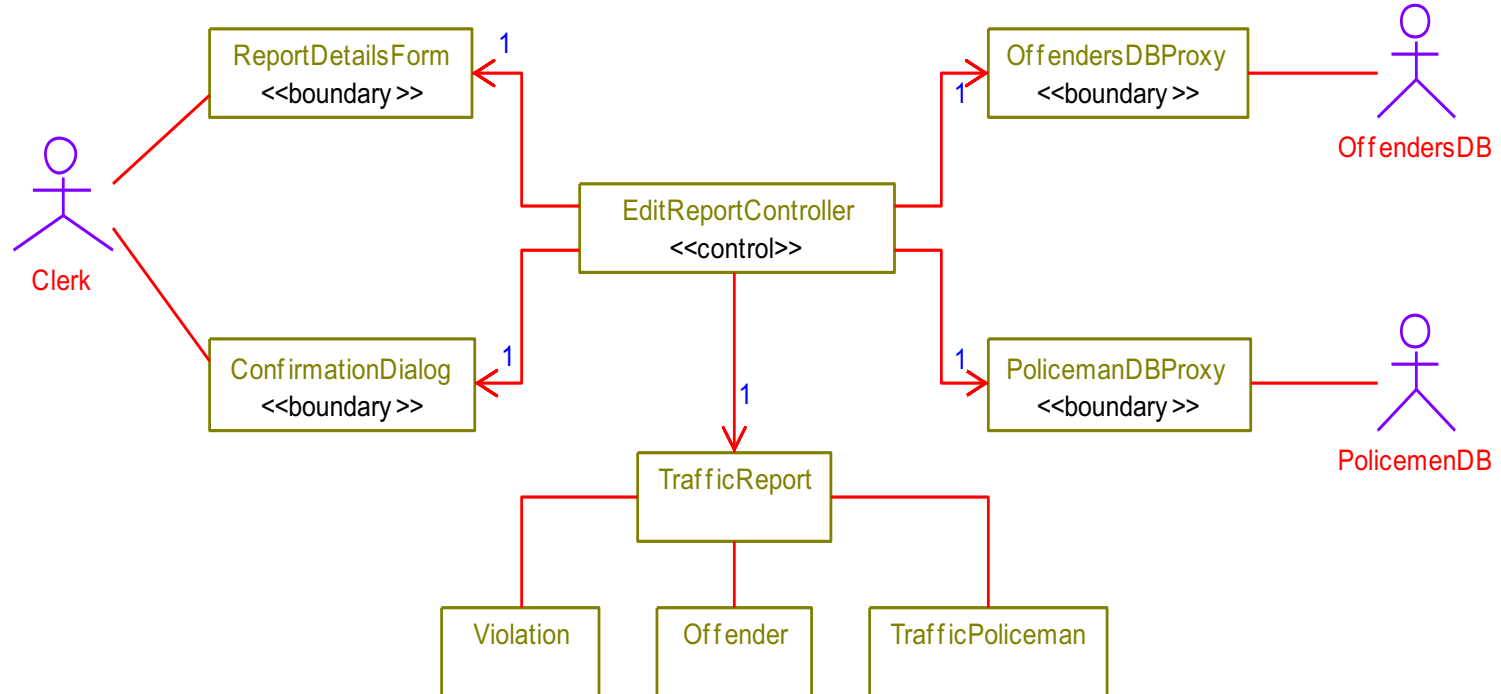 ReportDetailsForm
<<boundary>>
1
OffendersDBProxy
<<boundary>>
1
OffendersDB
Clerk
EditReportController
<<control>>
ConfirmationDialog
<<boundary>>
1
1
PolicemanDBProxy
<<boundary>>
1
PolicemenDB
TrafficReport
Violation
Offender
TrafficPoliceman